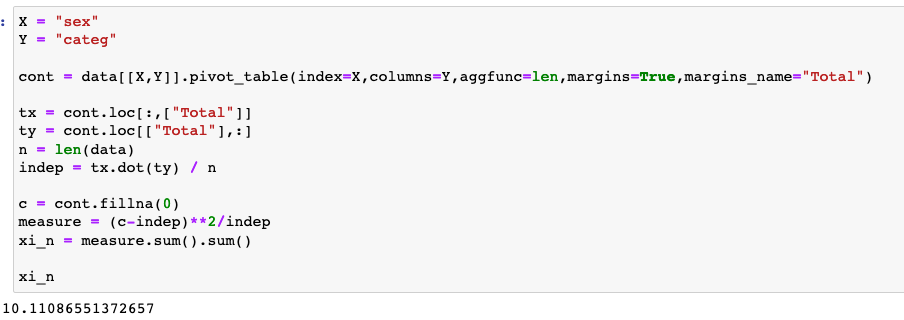 : X = "sex"
Y = "categ"
cont = data[[X,Y]].pivot_table(index=X,columns=Y,aggfunc=len,margins=True,margins_name="Total")
tx = cont.loc[:,["Total"]]
ty = cont.loc[["Total"],:]
n = len(data)
indep = tx.dot(ty) / n
c = cont.fillna(0)
measure = (c-indep)**2/indep
xi_n = measure.sum().sum()
xi_n
10.11086551372657